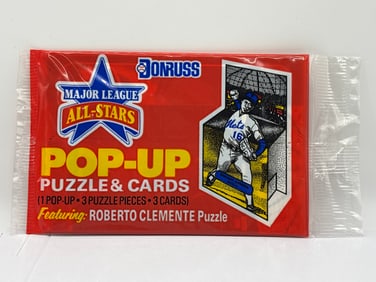 DONRUSS
MAJOR LEAGUE
ALL-STARS
Mets
16
POP-UP
PUZZLE & CARDS
(1 POP-UP • 3 PUZZLE PIECES • 3 CARDS)
Featuring: ROBERTO CLEMENTE Puzzle